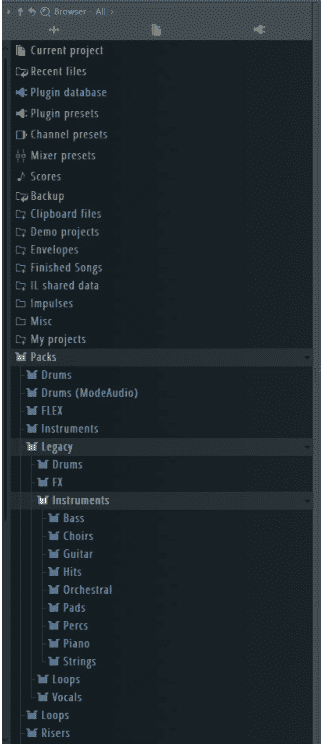 Browser - All
Current project
Recent files
Plugin database
Plugin presets
Channel presets
Mixer presets
Scores
Backup
Clipboard files
Demo projects
Envelopes
Finished Songs
IL shared data
Impulses
Misc
My projects
Packs
Drums
Drums (ModeAudio)
FLEX
Instruments
Legacy
Drums
FX
Instruments
Bass
Choirs
Guitar
Hits
Orchestral
Pads
Percs
Piano
Strings
Loops
Vocals
Loops
Risers